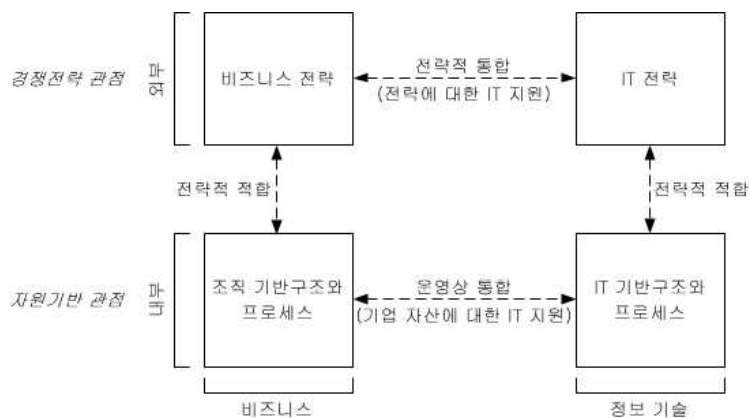 경쟁전략 관점
외부
비즈니스 전략
전략적 통합
(전략에 대한 IT 지원)
IT 전략
전략적 적합
전략적 적합
자원기반 관점
내부
조직 기반구조와
프로세스
운영상 통합
(기업 자산에 대한 IT 지원)
IT 기반구조와
프로세스
비즈니스
정보 기술